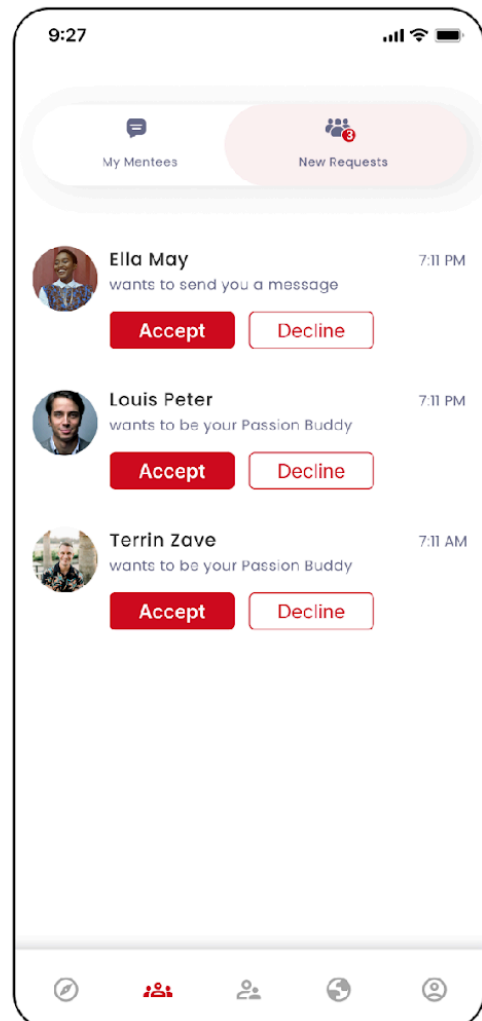 9:27
3
My Mentees
New Requests
Ella May
7:11 PM
wants to send you a message
Accept
Decline
Louis Peter
7:11 PM
wants to be your Passion Buddy
Accept
Decline
Terrin Zave
7:11 AM
wants to be your Passion Buddy
Accept
Decline